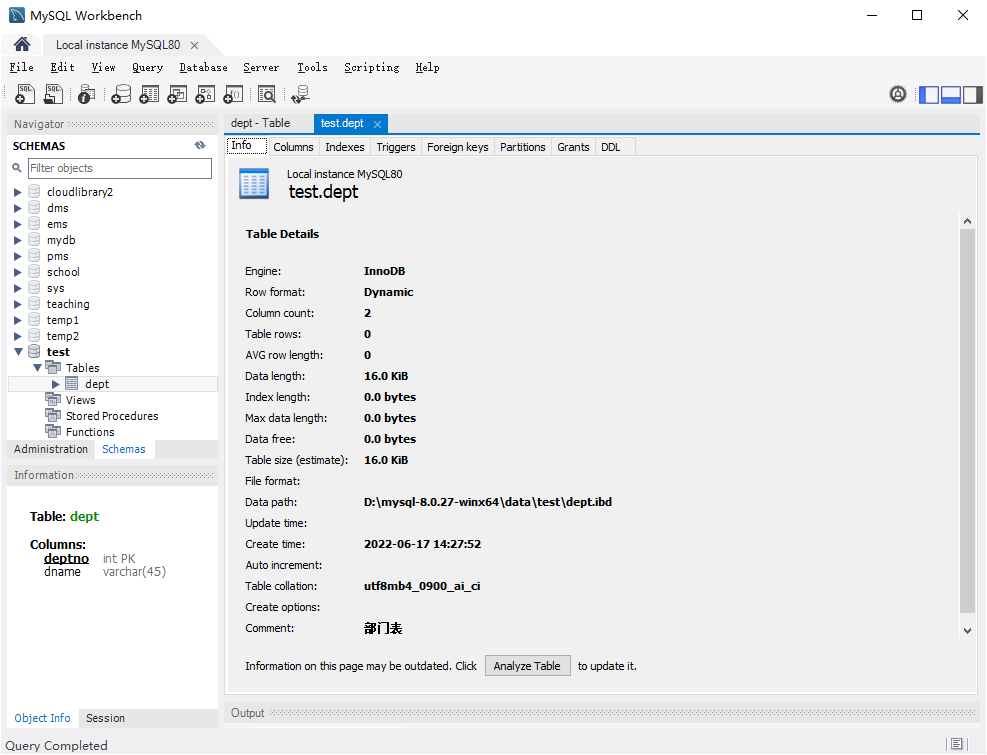 MySQL Workbench
Local instance MySQL80
File Edit View Query Database Server Tools Scripting Help
Navigator
SCHEMAS
Filter objects
cloudlibrary2
dms
ems
mydb
pms
school
sys
teaching
temp1
temp2
test
Tables
dept
Views
Stored Procedures
Functions
Administration Schemas
Information
Table: dept
Columns:
deptno int PK
dname varchar(45)
Object Info Session
dept - Table test.dept
Info Columns Indexes Triggers Foreign keys Partitions Grants DDL
Local instance MySQL80
test.dept
Table Details
Engine: InnoDB
Row format: Dynamic
Column count: 2
Table rows: 0
AVG row length: 0
Data length: 16.0 KiB
Index length: 0.0 bytes
Max data length: 0.0 bytes
Data free: 0.0 bytes
Table size (estimate): 16.0 KiB
File format:
Data path: D:\mysql-8.0.27-winx64\data\test\dept.ibd
Update time:
Create time: 2022-06-17 14:27:52
Auto increment:
Table collation: utf8mb4_0900_ai_ci
Create options:
Comment: 部门表
Information on this page may be outdated. Click Analyze Table to update it.
Output
Query Completed